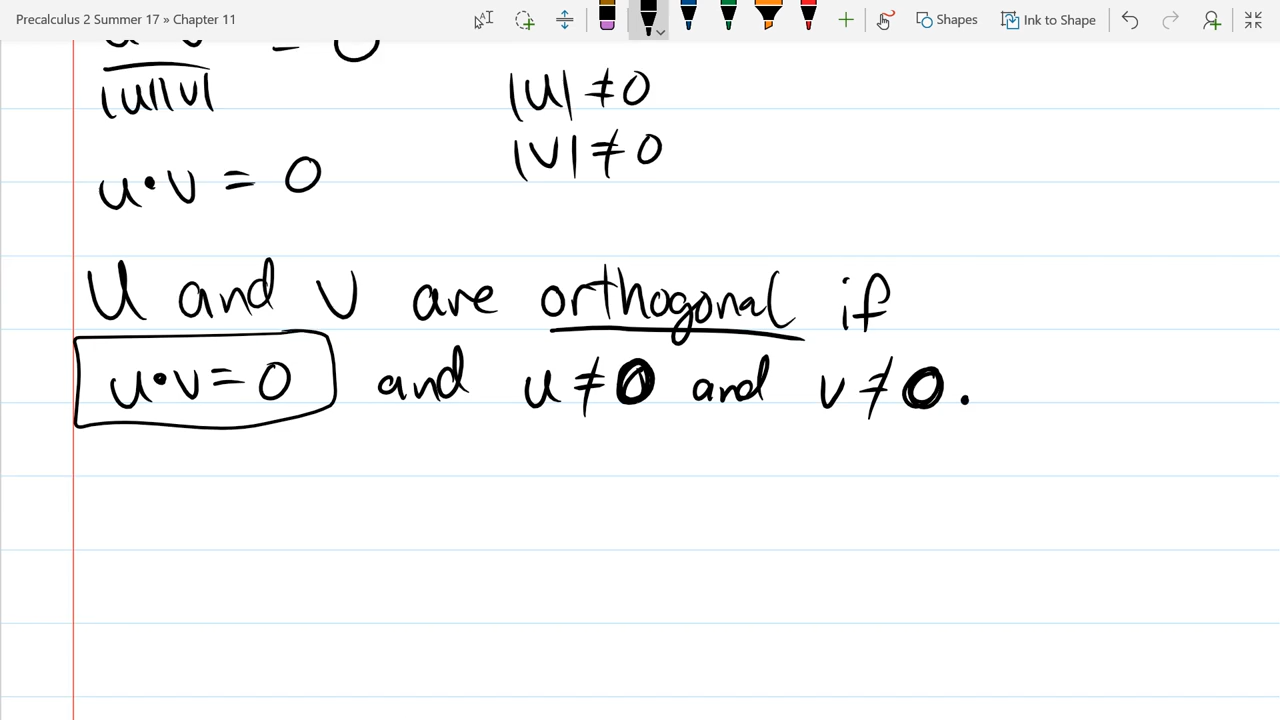 Precalculus 2 Summer 17 » Chapter 11
Shapes
Ink to Shape
= 0
|u||v|
|u| ≠ 0
|v| ≠ 0
u·v = 0
u and v are orthogonal if
u·v = 0 and u ≠ 0 and v ≠ 0.